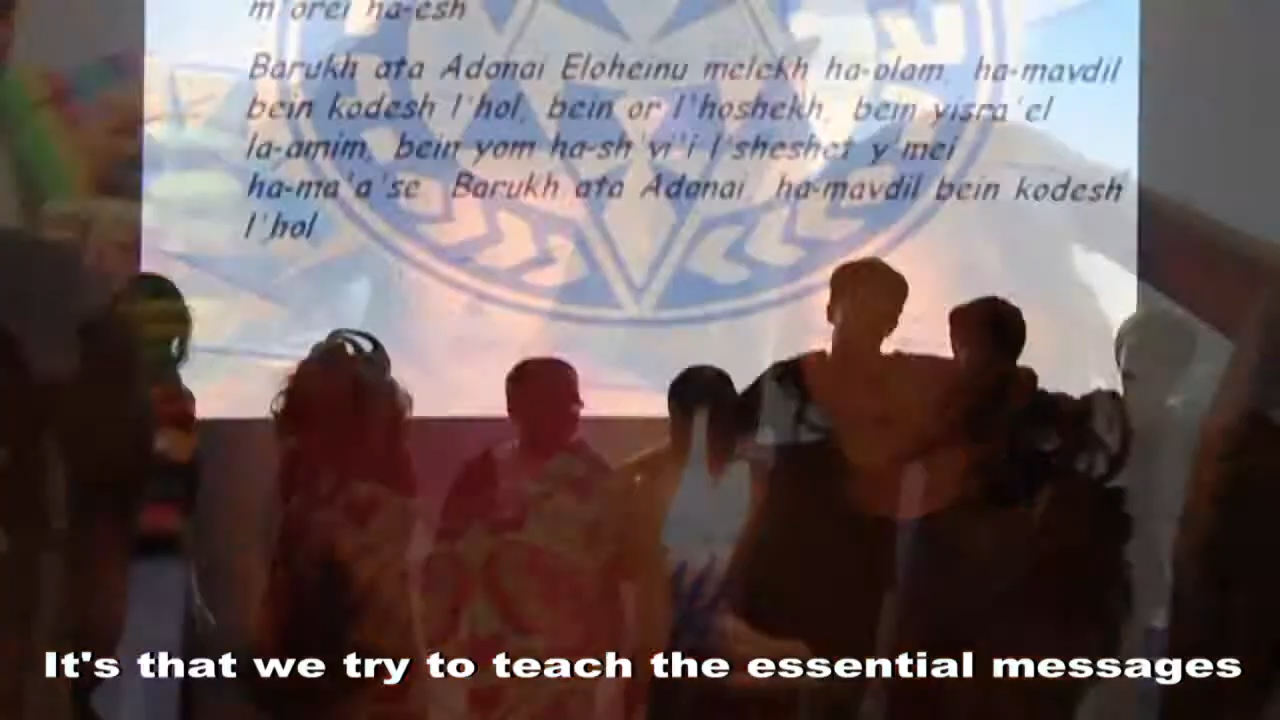 m'orei ha-esh
Barukh ata Adonai Eloheinu melekh ha-olam, ha-mavdil
bein kodesh l'hol, bein or l'hoshekh, bein yisra'el
la-amim, bein yom ha-sh'vi'i l'sheshet y'mei
ha-ma'a'se Barukh ata Adonai, ha-mavdil bein kodesh
l'hol
It's that we try to teach the essential messages